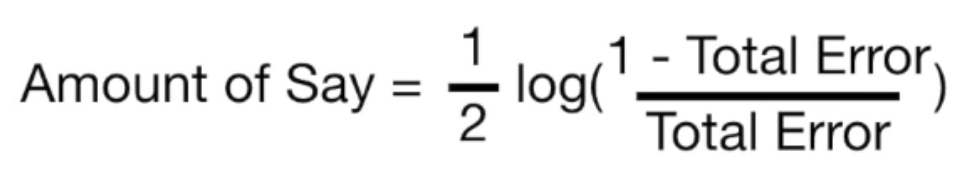 Amount of Say = 1/2 log(1 - Total Error / Total Error)